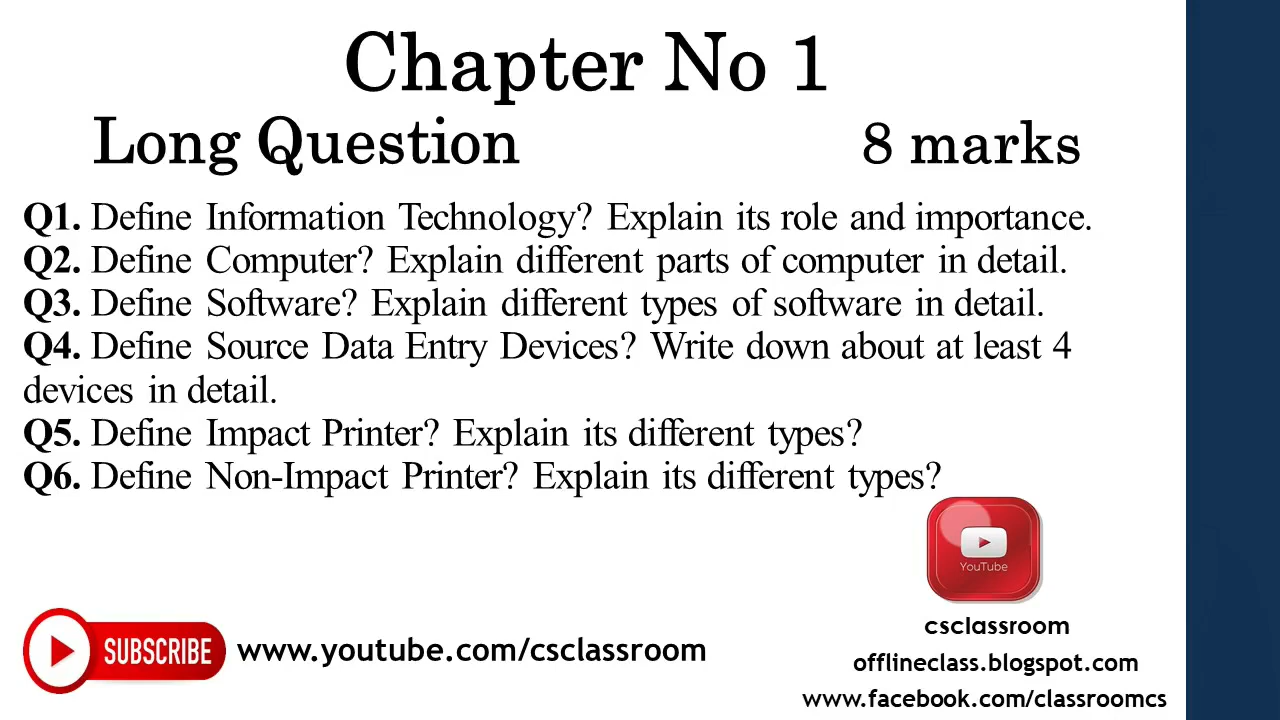 Chapter No 1
Long Question 8 marks
Q1. Define Information Technology? Explain its role and importance.
Q2. Define Computer? Explain different parts of computer in detail.
Q3. Define Software? Explain different types of software in detail.
Q4. Define Source Data Entry Devices? Write down about at least 4
devices in detail.
Q5. Define Impact Printer? Explain its different types?
Q6. Define Non-Impact Printer? Explain its different types?
YouTube
csclassroom
SUBSCRIBE www.youtube.com/csclassroom
offlineclass.blogspot.com
www.facebook.com/classroomcs